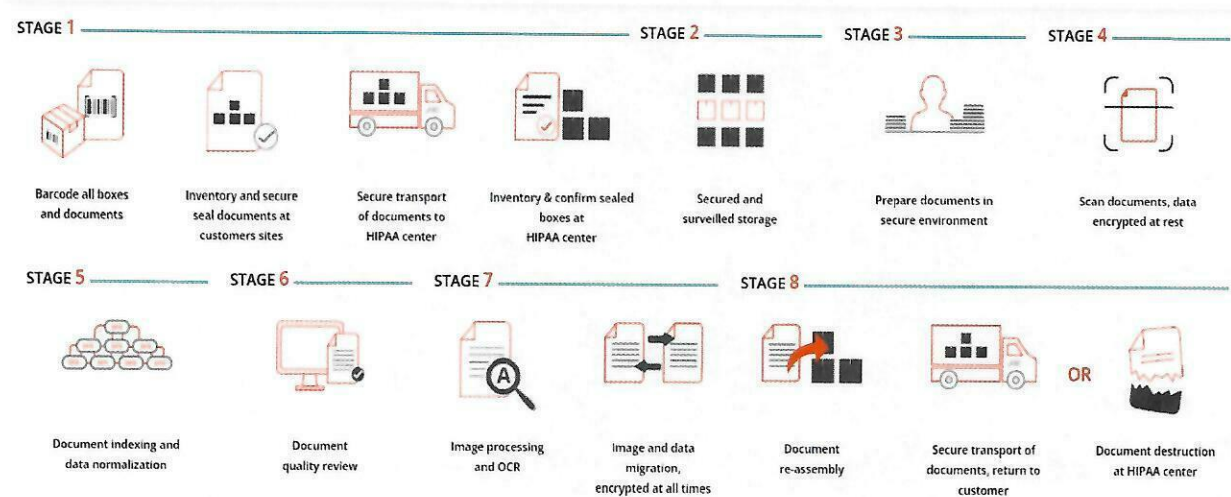 STAGE 1
STAGE 2
STAGE 3
STAGE 4
Barcode all boxes
and documents
Inventory and secure
seal documents at
customers sites
Secure transport
of documents to
HIPAA center
Inventory & confirm sealed
boxes at
HIPAA center
Secured and
surveilled storage
Prepare documents in
secure environment
Scan documents, data
encrypted at rest
STAGE 5
STAGE 6
STAGE 7
STAGE 8
A
OR
Document indexing and
data normalization
Document
quality review
Image processing
and OCR
Image and data
migration,
encrypted at all times
Document
re-assembly
Secure transport of
documents, return to
customer
Document destruction
at HIPAA center